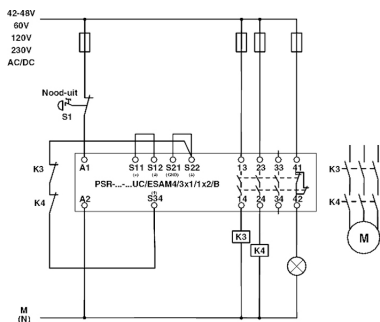 42-48V
60V
120V
230V
AC/DC
Nood-uit
S1
K3
K4
A1 S11 S12 S21 S22 13 23 33 41
PSR-...-...UC/ESAM4/3x1/1x2/B
A2 S34 14 24 34 42
K3
K4
K3
K4
M
M
(N)